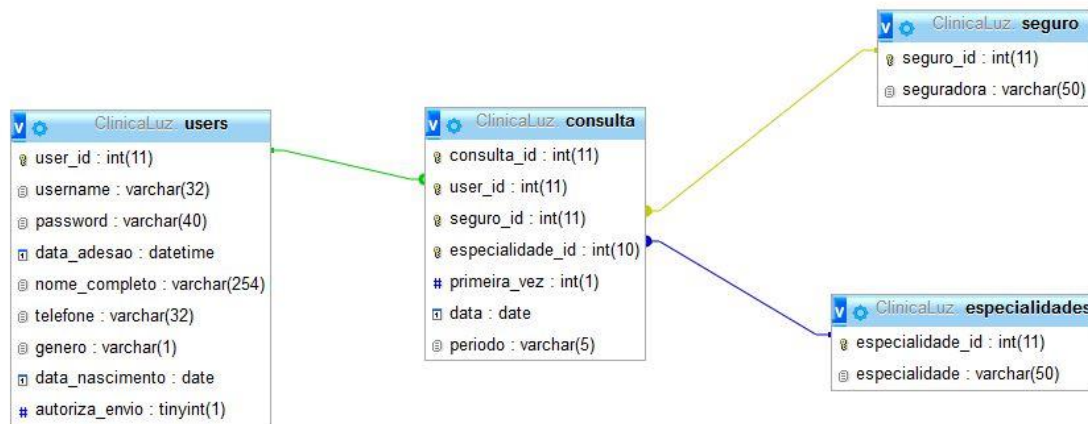 ClinicaLuz. users
user_id : int(11)
username : varchar(32)
password : varchar(40)
data_adesao : datetime
nome_completo : varchar(254)
telefone : varchar(32)
genero : varchar(1)
data_nascimento : date
autoriza_envio : tinyint(1)
ClinicaLuz. consulta
consulta_id : int(11)
user_id : int(11)
seguro_id : int(11)
especialidade_id : int(10)
primeira_vez : int(1)
data : date
periodo : varchar(5)
ClinicaLuz. seguro
seguro_id : int(11)
seguradora : varchar(50)
ClinicaLuz. especialidades
especialidade_id : int(11)
especialidade : varchar(50)